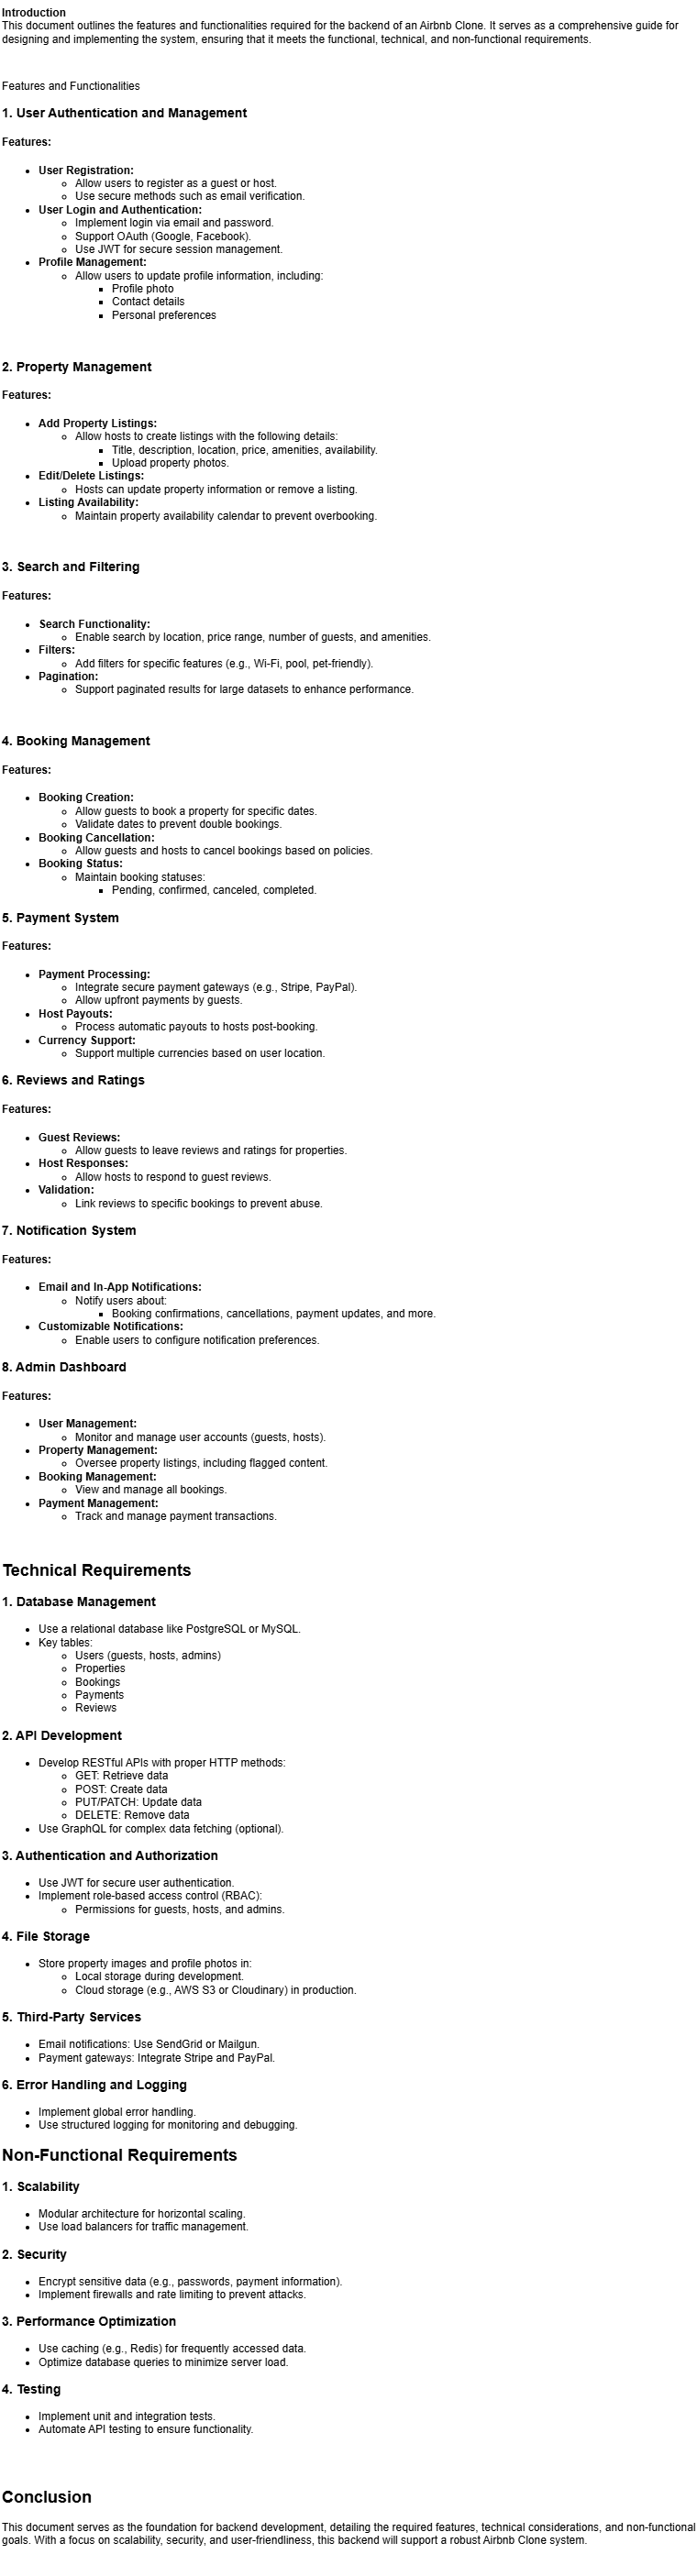 Introduction
This document outlines the features and functionalities required for the backend of an Airbnb Clone. It serves as a comprehensive guide for
designing and implementing the system, ensuring that it meets the functional, technical, and non-functional requirements.
Features and Functionalities
1. User Authentication and Management
Features:
• User Registration:
○ Allow users to register as a guest or host.
○ Use secure methods such as email verification.
• User Login and Authentication:
○ Implement login via email and password.
○ Support OAuth (Google, Facebook).
○ Use JWT for secure session management.
• Profile Management:
○ Allow users to update profile information, including:
■ Profile photo
■ Contact details
■ Personal preferences
2. Property Management
Features:
• Add Property Listings:
○ Allow hosts to create listings with the following details:
■ Title, description, location, price, amenities, availability.
■ Upload property photos.
• Edit/Delete Listings:
○ Hosts can update property information or remove a listing.
• Listing Availability:
○ Maintain property availability calendar to prevent overbooking.
3. Search and Filtering
Features:
• Search Functionality:
○ Enable search by location, price range, number of guests, and amenities.
• Filters:
○ Add filters for specific features (e.g., Wi-Fi, pool, pet-friendly).
• Pagination:
○ Support paginated results for large datasets to enhance performance.
4. Booking Management
Features:
• Booking Creation:
○ Allow guests to book a property for specific dates.
○ Validate dates to prevent double bookings.
• Booking Cancellation:
○ Allow guests and hosts to cancel bookings based on policies.
• Booking Status:
○ Maintain booking statuses:
■ Pending, confirmed, canceled, completed.
5. Payment System
Features:
• Payment Processing:
○ Integrate secure payment gateways (e.g., Stripe, PayPal).
○ Allow upfront payments by guests.
• Host Payouts:
○ Process automatic payouts to hosts post-booking.
• Currency Support:
○ Support multiple currencies based on user location.
6. Reviews and Ratings
Features:
• Guest Reviews:
○ Allow guests to leave reviews and ratings for properties.
• Host Responses:
○ Allow hosts to respond to guest reviews.
• Validation:
○ Link reviews to specific bookings to prevent abuse.
7. Notification System
Features:
• Email and In-App Notifications:
○ Notify users about:
■ Booking confirmations, cancellations, payment updates, and more.
• Customizable Notifications:
○ Enable users to configure notification preferences.
8. Admin Dashboard
Features:
• User Management:
○ Monitor and manage user accounts (guests, hosts).
• Property Management:
○ Oversee property listings, including flagged content.
• Booking Management:
○ View and manage all bookings.
• Payment Management:
○ Track and manage payment transactions.
Technical Requirements
1. Database Management
• Use a relational database like PostgreSQL or MySQL.
• Key tables:
○ Users (guests, hosts, admins)
○ Properties
○ Bookings
○ Payments
○ Reviews
2. API Development
• Develop RESTful APIs with proper HTTP methods:
○ GET: Retrieve data
○ POST: Create data
○ PUT/PATCH: Update data
○ DELETE: Remove data
• Use GraphQL for complex data fetching (optional).
3. Authentication and Authorization
• Use JWT for secure user authentication.
• Implement role-based access control (RBAC):
○ Permissions for guests, hosts, and admins.
4. File Storage
• Store property images and profile photos in:
○ Local storage during development.
○ Cloud storage (e.g., AWS S3 or Cloudinary) in production.
5. Third-Party Services
• Email notifications: Use SendGrid or Mailgun.
• Payment gateways: Integrate Stripe and PayPal.
6. Error Handling and Logging
• Implement global error handling.
• Use structured logging for monitoring and debugging.
Non-Functional Requirements
1. Scalability
• Modular architecture for horizontal scaling.
• Use load balancers for traffic management.
2. Security
• Encrypt sensitive data (e.g., passwords, payment information).
• Implement firewalls and rate limiting to prevent attacks.
3. Performance Optimization
• Use caching (e.g., Redis) for frequently accessed data.
• Optimize database queries to minimize server load.
4. Testing
• Implement unit and integration tests.
• Automate API testing to ensure functionality.
Conclusion
This document serves as the foundation for backend development, detailing the required features, technical considerations, and non-functional
goals. With a focus on scalability, security, and user-friendliness, this backend will support a robust Airbnb Clone system.